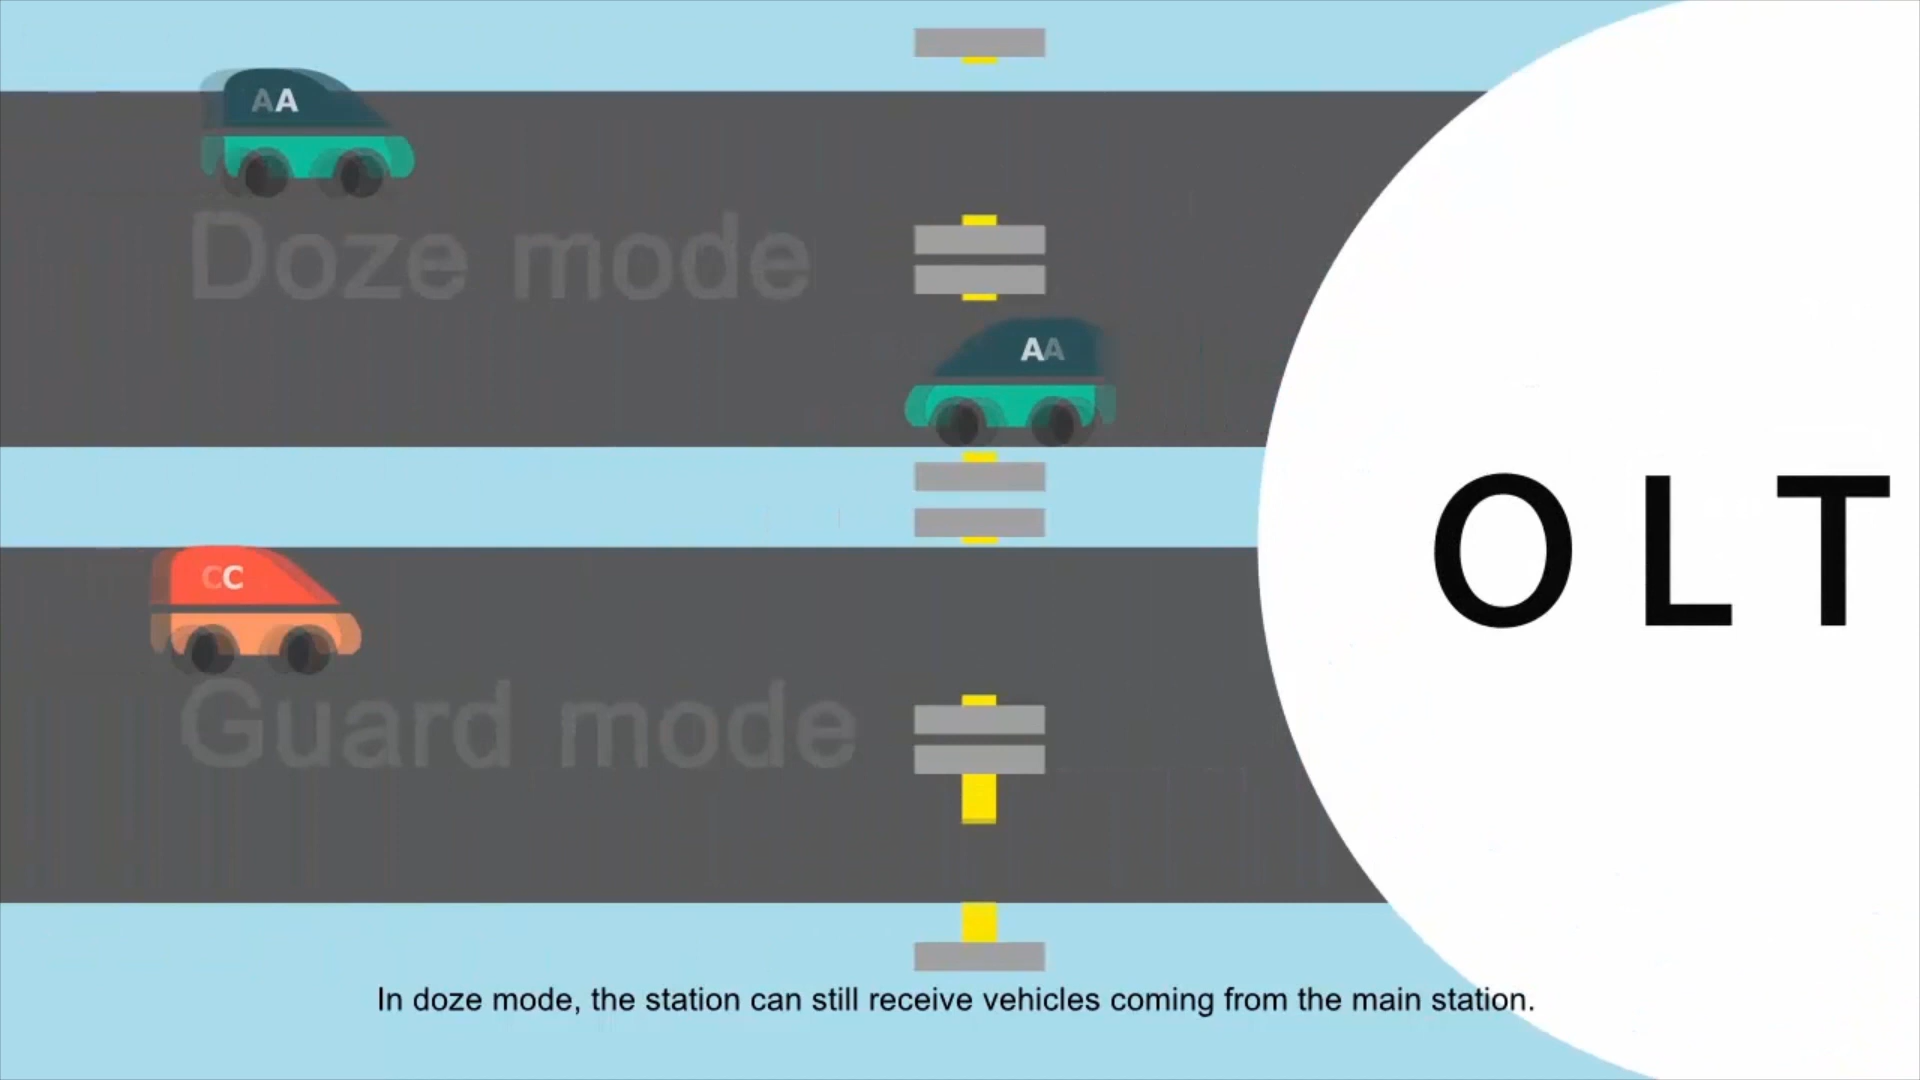 AA
Doze mode
AA
OLT
CC
Guard mode
In doze mode, the station can still receive vehicles coming from the main station.